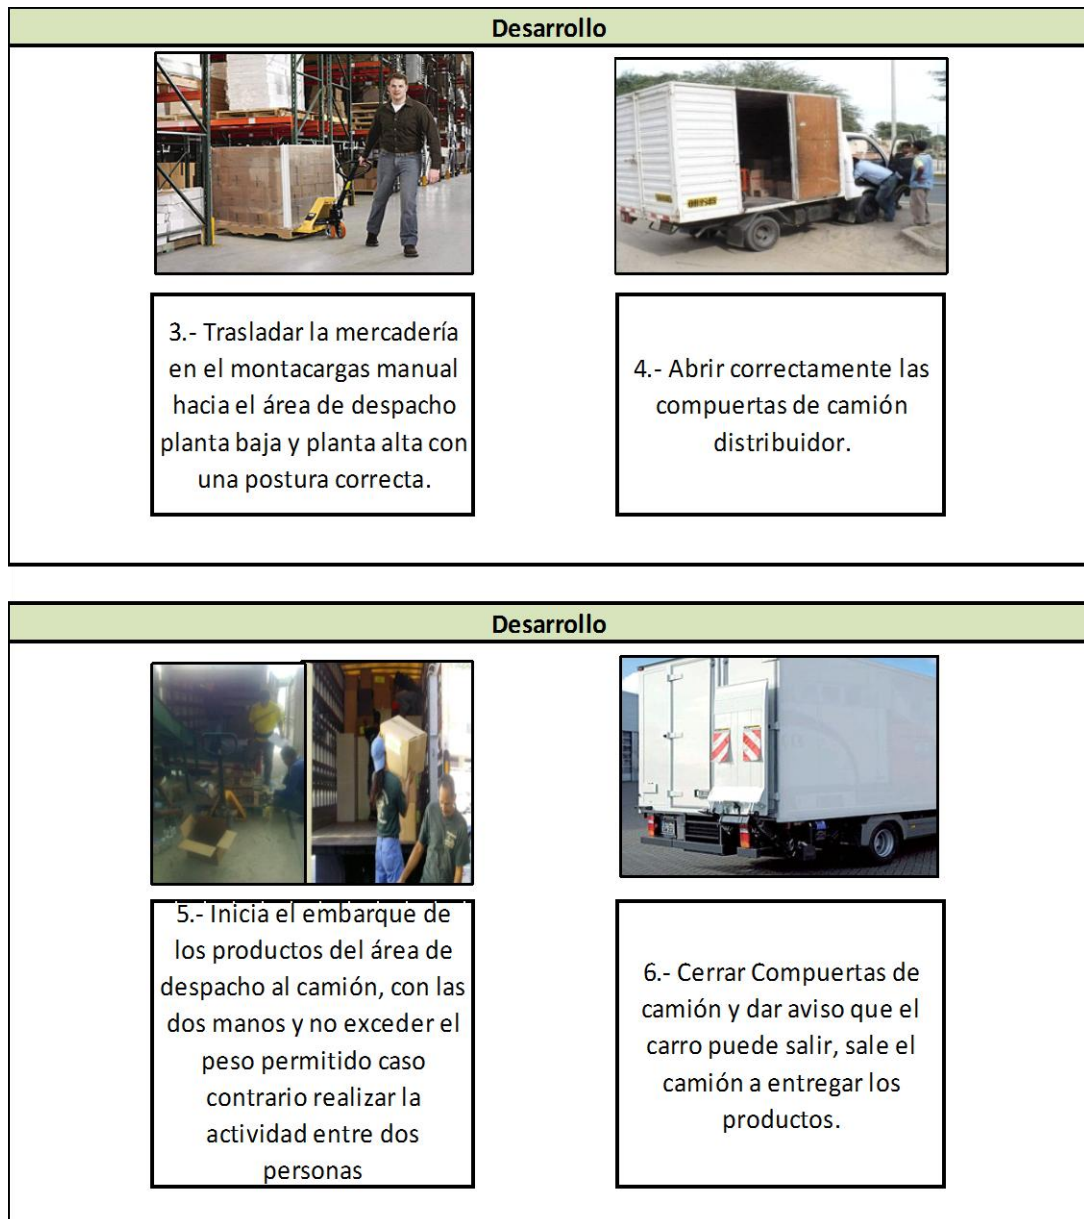 Desarrollo
3.- Trasladar la mercadería
en el montacargas manual
hacia el área de despacho
planta baja y planta alta con
una postura correcta.
4.- Abrir correctamente las
compuertas de camión
distribuidor.
Desarrollo
5.- Inicia el embarque de
los productos del área de
despacho al camión, con las
dos manos y no exceder el
peso permitido caso
contrario realizar la
actividad entre dos
personas
6.- Cerrar Compuertas de
camión y dar aviso que el
carro puede salir, sale el
camión a entregar los
productos.